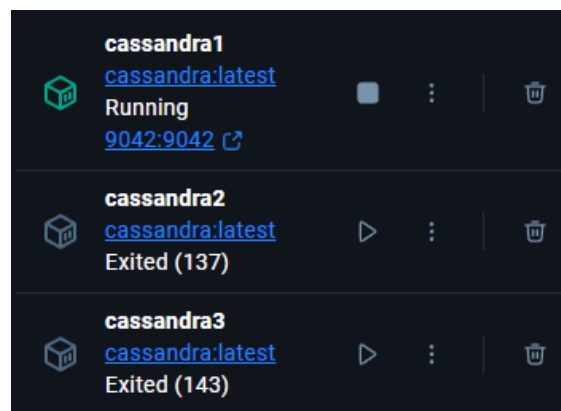 cassandra1
cassandra:latest
Running
9042:9042
cassandra2
cassandra:latest
Exited (137)
cassandra3
cassandra:latest
Exited (143)